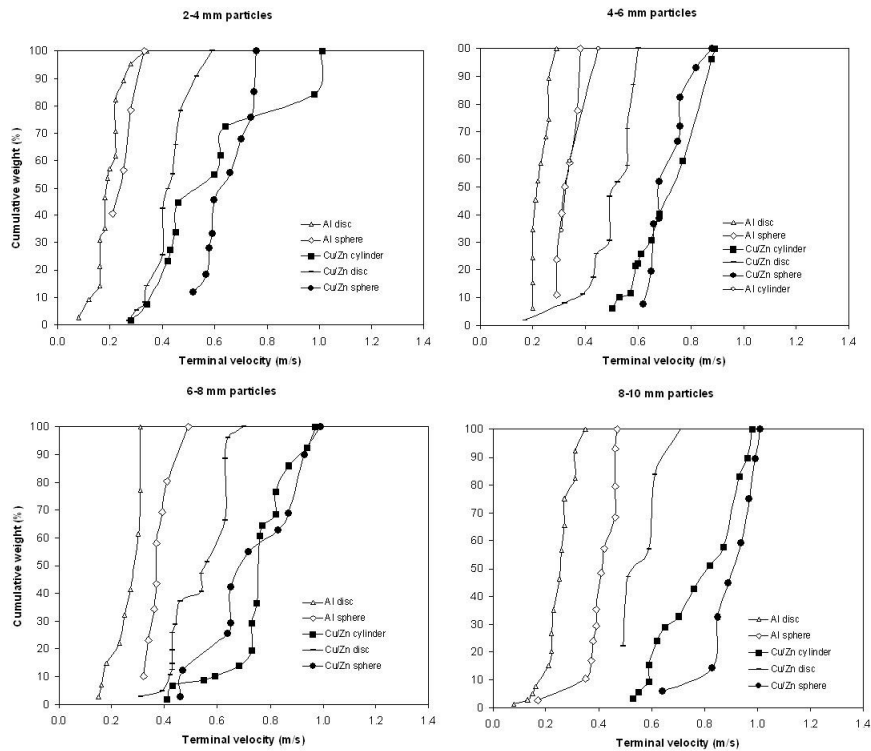 2-4 mm particles
Cumulative weight (%)
100
90
80
70
60
50
40
30
20
10
0
Al disc
Al sphere
Cu/Zn cylinder
Cu/Zn disc
Cu/Zn sphere
0.0 0.2 0.4 0.6 0.8 1.0 1.2 1.4
Terminal velocity (m/s)
4-6 mm particles
Cumulative weight (%)
00
90
80
70
60
50
40
30
20
10
0
Al disc
Al sphere
Cu/Zn cylinder
Cu/Zn disc
Cu/Zn sphere
Al cylinder
0.0 0.2 0.4 0.6 0.8 1.0 1.2 1.4
Terminal velocity (m/s)
6-8 mm particles
Cumulative weight (%)
100
90
80
70
60
50
40
30
20
10
0
Al disc
Al sphere
Cu/Zn cylinder
Cu/Zn disc
Cu/Zn sphere
0.0 0.2 0.4 0.6 0.8 1.0 1.2 1.4
Terminal velocity (m/s)
8-10 mm particles
Cumulative weight (%)
100
90
80
70
60
50
40
30
20
10
0
Al disc
Al sphere
Cu/Zn cylinder
Cu/Zn disc
Cu/Zn sphere
0.0 0.2 0.4 0.6 0.8 1.0 1.2 1.4
Terminal velocity (m/s)